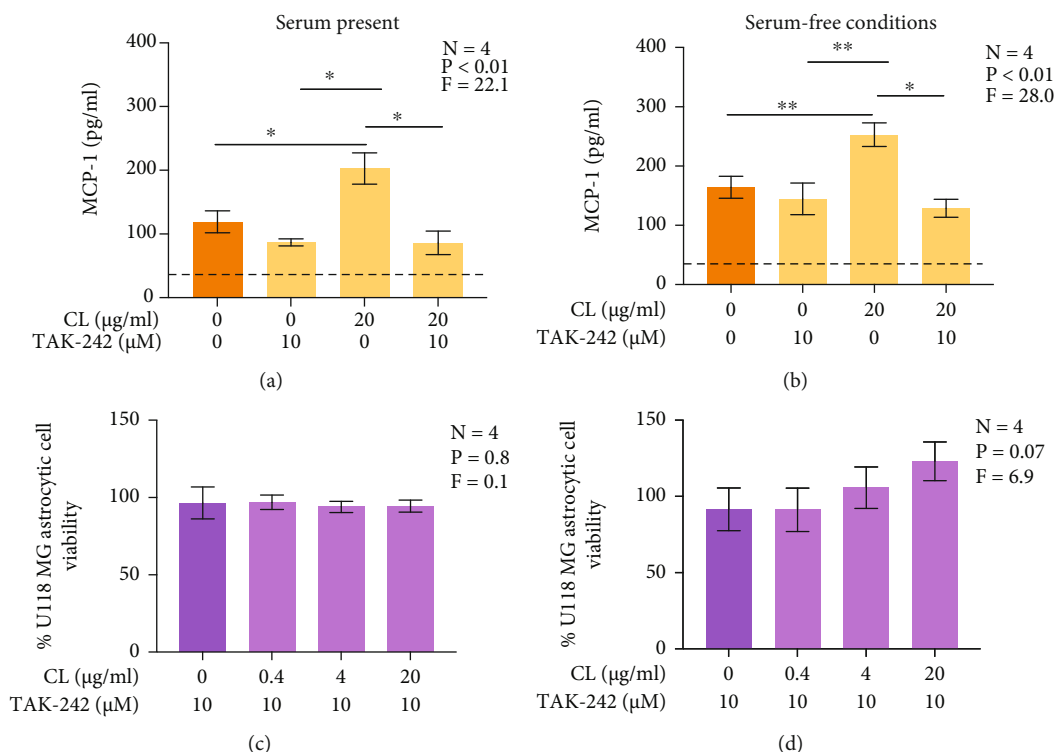 Serum present
N = 4
P < 0.01
F = 22.1
MCP-1 (pg/ml)
400
300
200
100
0
*
*
*
CL (μg/ml) 0 0 20 20
TAK-242 (μM) 0 10 0 10
(a)
Serum-free conditions
N = 4
P < 0.01
F = 28.0
MCP-1 (pg/ml)
400
300
200
100
0
**
**
*
CL (μg/ml) 0 0 20 20
TAK-242 (μM) 0 10 0 10
(b)
N = 4
P = 0.8
F = 0.1
% U118 MG astrocytic cell
viability
150
100
50
0
CL (μg/ml) 0 0.4 4 20
TAK-242 (μM) 10 10 10 10
(c)
N = 4
P = 0.07
F = 6.9
% U118 MG astrocytic cell
viability
150
100
50
0
CL (μg/ml) 0 0.4 4 20
TAK-242 (μM) 10 10 10 10
(d)